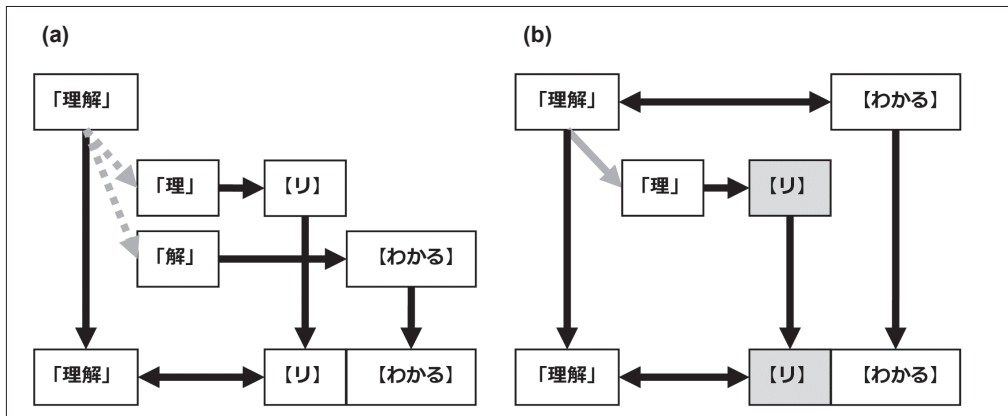 (a)
「理解」
「理」
【リ】
「解」
【わかる】
「理解」
【リ】
【わかる】
(b)
「理解」
【わかる】
「理」
【リ】
「理解」
【リ】
【わかる】